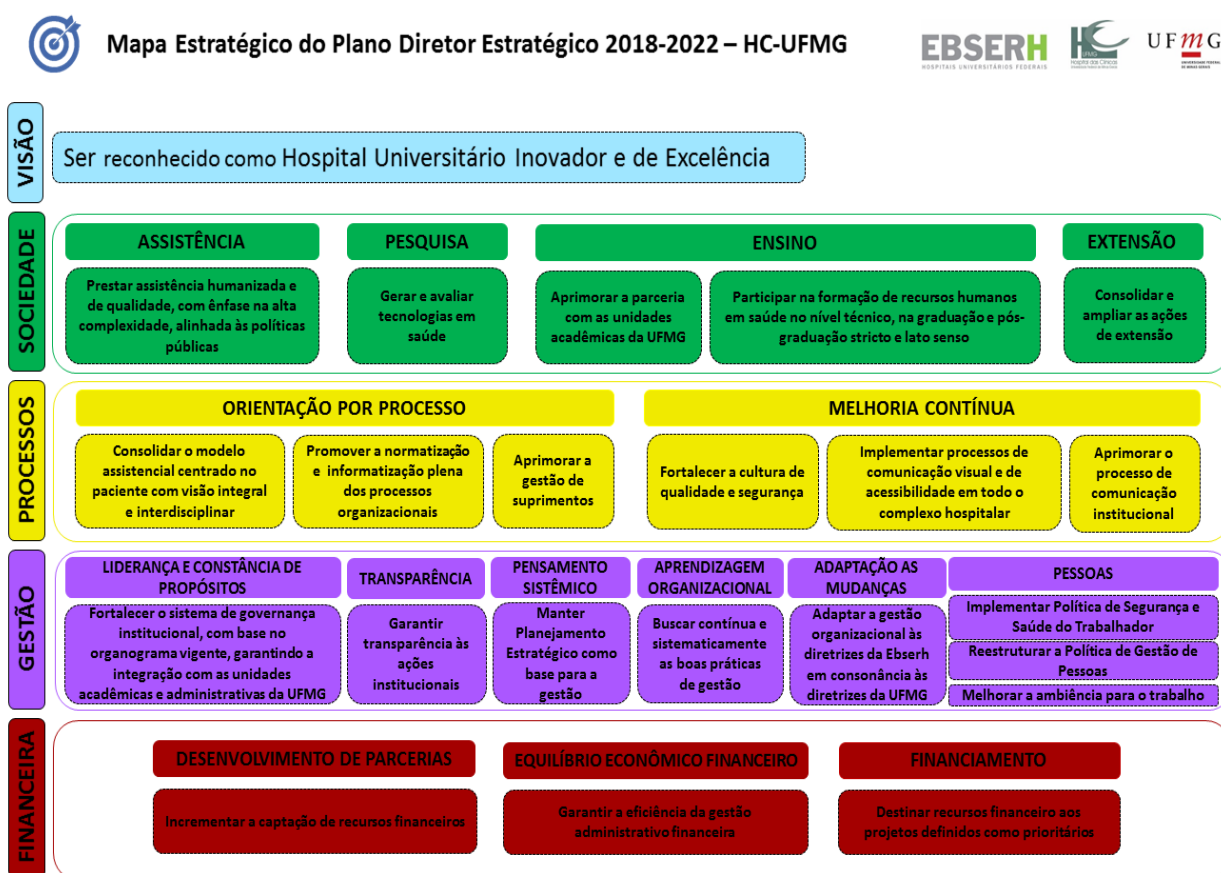 Mapa Estratégico do Plano Diretor Estratégico 2018-2022 – HC-UFMG
EBSERH
HOSPITAIS UNIVERSITÁRIOS FEDERAIS
HC
UFMG
Hospital das Clínicas
UFMG
UNIVERSIDADE FEDERAL
DE MINAS GERAIS
VISÃO
Ser reconhecido como Hospital Universitário Inovador e de Excelência
SOCIEDADE
ASSISTÊNCIA
Prestar assistência humanizada e
de qualidade, com ênfase na alta
complexidade, alinhada às políticas
públicas
PESQUISA
Gerar e avaliar
tecnologias em
saúde
ENSINO
Aprimorar a parceria
com as unidades
acadêmicas da UFMG
Participar na formação de recursos humanos
em saúde no nível técnico, na graduação e pós-
graduação stricto e lato senso
EXTENSÃO
Consolidar e
ampliar as ações
de extensão
PROCESSOS
ORIENTAÇÃO POR PROCESSO
Consolidar o modelo
assistencial centrado no
paciente com visão integral
e interdisciplinar
Promover a normatização
e informatização plena
dos processos
organizacionais
Aprimorar a
gestão de
suprimentos
MELHORIA CONTÍNUA
Fortalecer a cultura de
qualidade e segurança
Implementar processos de
comunicação visual e de
acessibilidade em todo o
complexo hospitalar
Aprimorar o
processo de
comunicação
institucional
GESTÃO
LIDERANÇA E CONSTÂNCIA DE
PROPÓSITOS
Fortalecer o sistema de governança
institucional, com base no
organograma vigente, garantindo a
integração com as unidades
acadêmicas e administrativas da UFMG
TRANSPARÊNCIA
Garantir
transparência às
ações
institucionais
PENSAMENTO
SISTÊMICO
Manter
Planejamento
Estratégico como
base para a
gestão
APRENDIZAGEM
ORGANIZACIONAL
Buscar contínua e
sistematicamente
as boas práticas
de gestão
ADAPTAÇÃO AS
MUDANÇAS
Adaptar a gestão
organizacional às
diretrizes da Ebserh
em consonância às
diretrizes da UFMG
PESSOAS
Implementar Política de Segurança e
Saúde do Trabalhador
Reestruturar a Política de Gestão de
Pessoas
Melhorar a ambiência para o trabalho
FINANCEIRA
DESENVOLVIMENTO DE PARCERIAS
Incrementar a captação de recursos financeiros
EQUILÍBRIO ECONÔMICO FINANCEIRO
Garantir a eficiência da gestão
administrativo financeira
FINANCIAMENTO
Destinar recursos financeiro aos
projetos definidos como prioritários